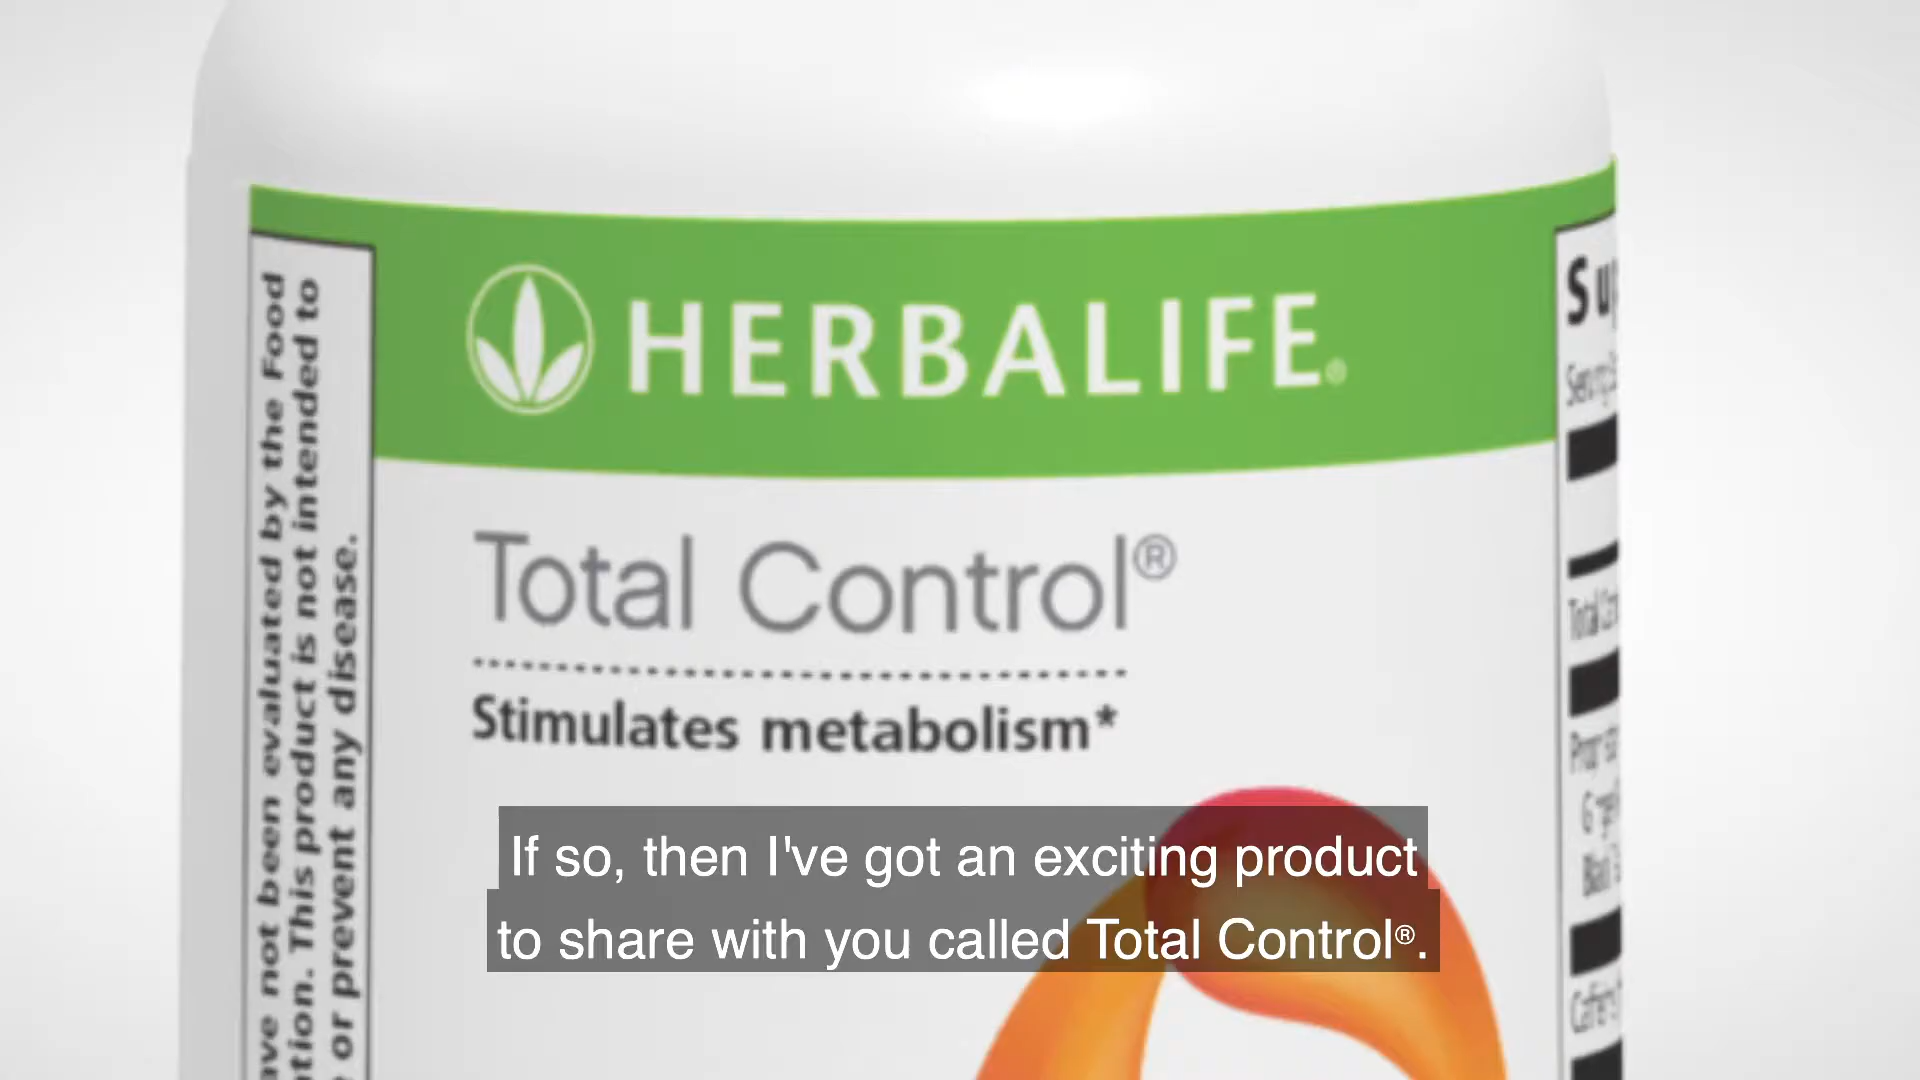 HERBALIFE®
Total Control®
Stimulates metabolism*
ave not been evaluated by the Food
This product is not intended to
or prevent any disease.
If so, then I've got an exciting product
to share with you called Total Control®.